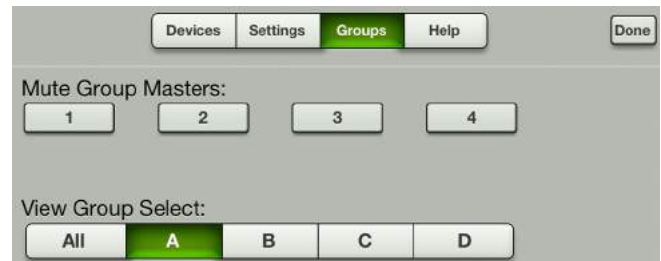 Devices Settings Groups Help Done
Mute Group Masters:
1 2 3 4
View Group Select:
All A B C D